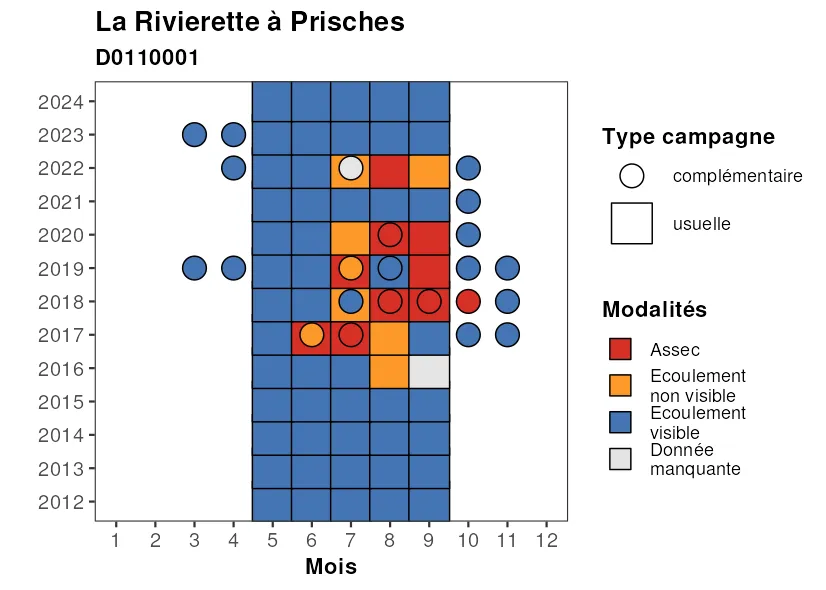 La Rivierette à Prisches
D0110001
2024
2023
2022
2021
2020
2019
2018
2017
2016
2015
2014
2013
2012
1 2 3 4 5 6 7 8 9 10 11 12
Mois
Type campagne
complémentaire
usuelle
Modalités
Assec
Ecoulement
non visible
Ecoulement
visible
Donnée
manquante